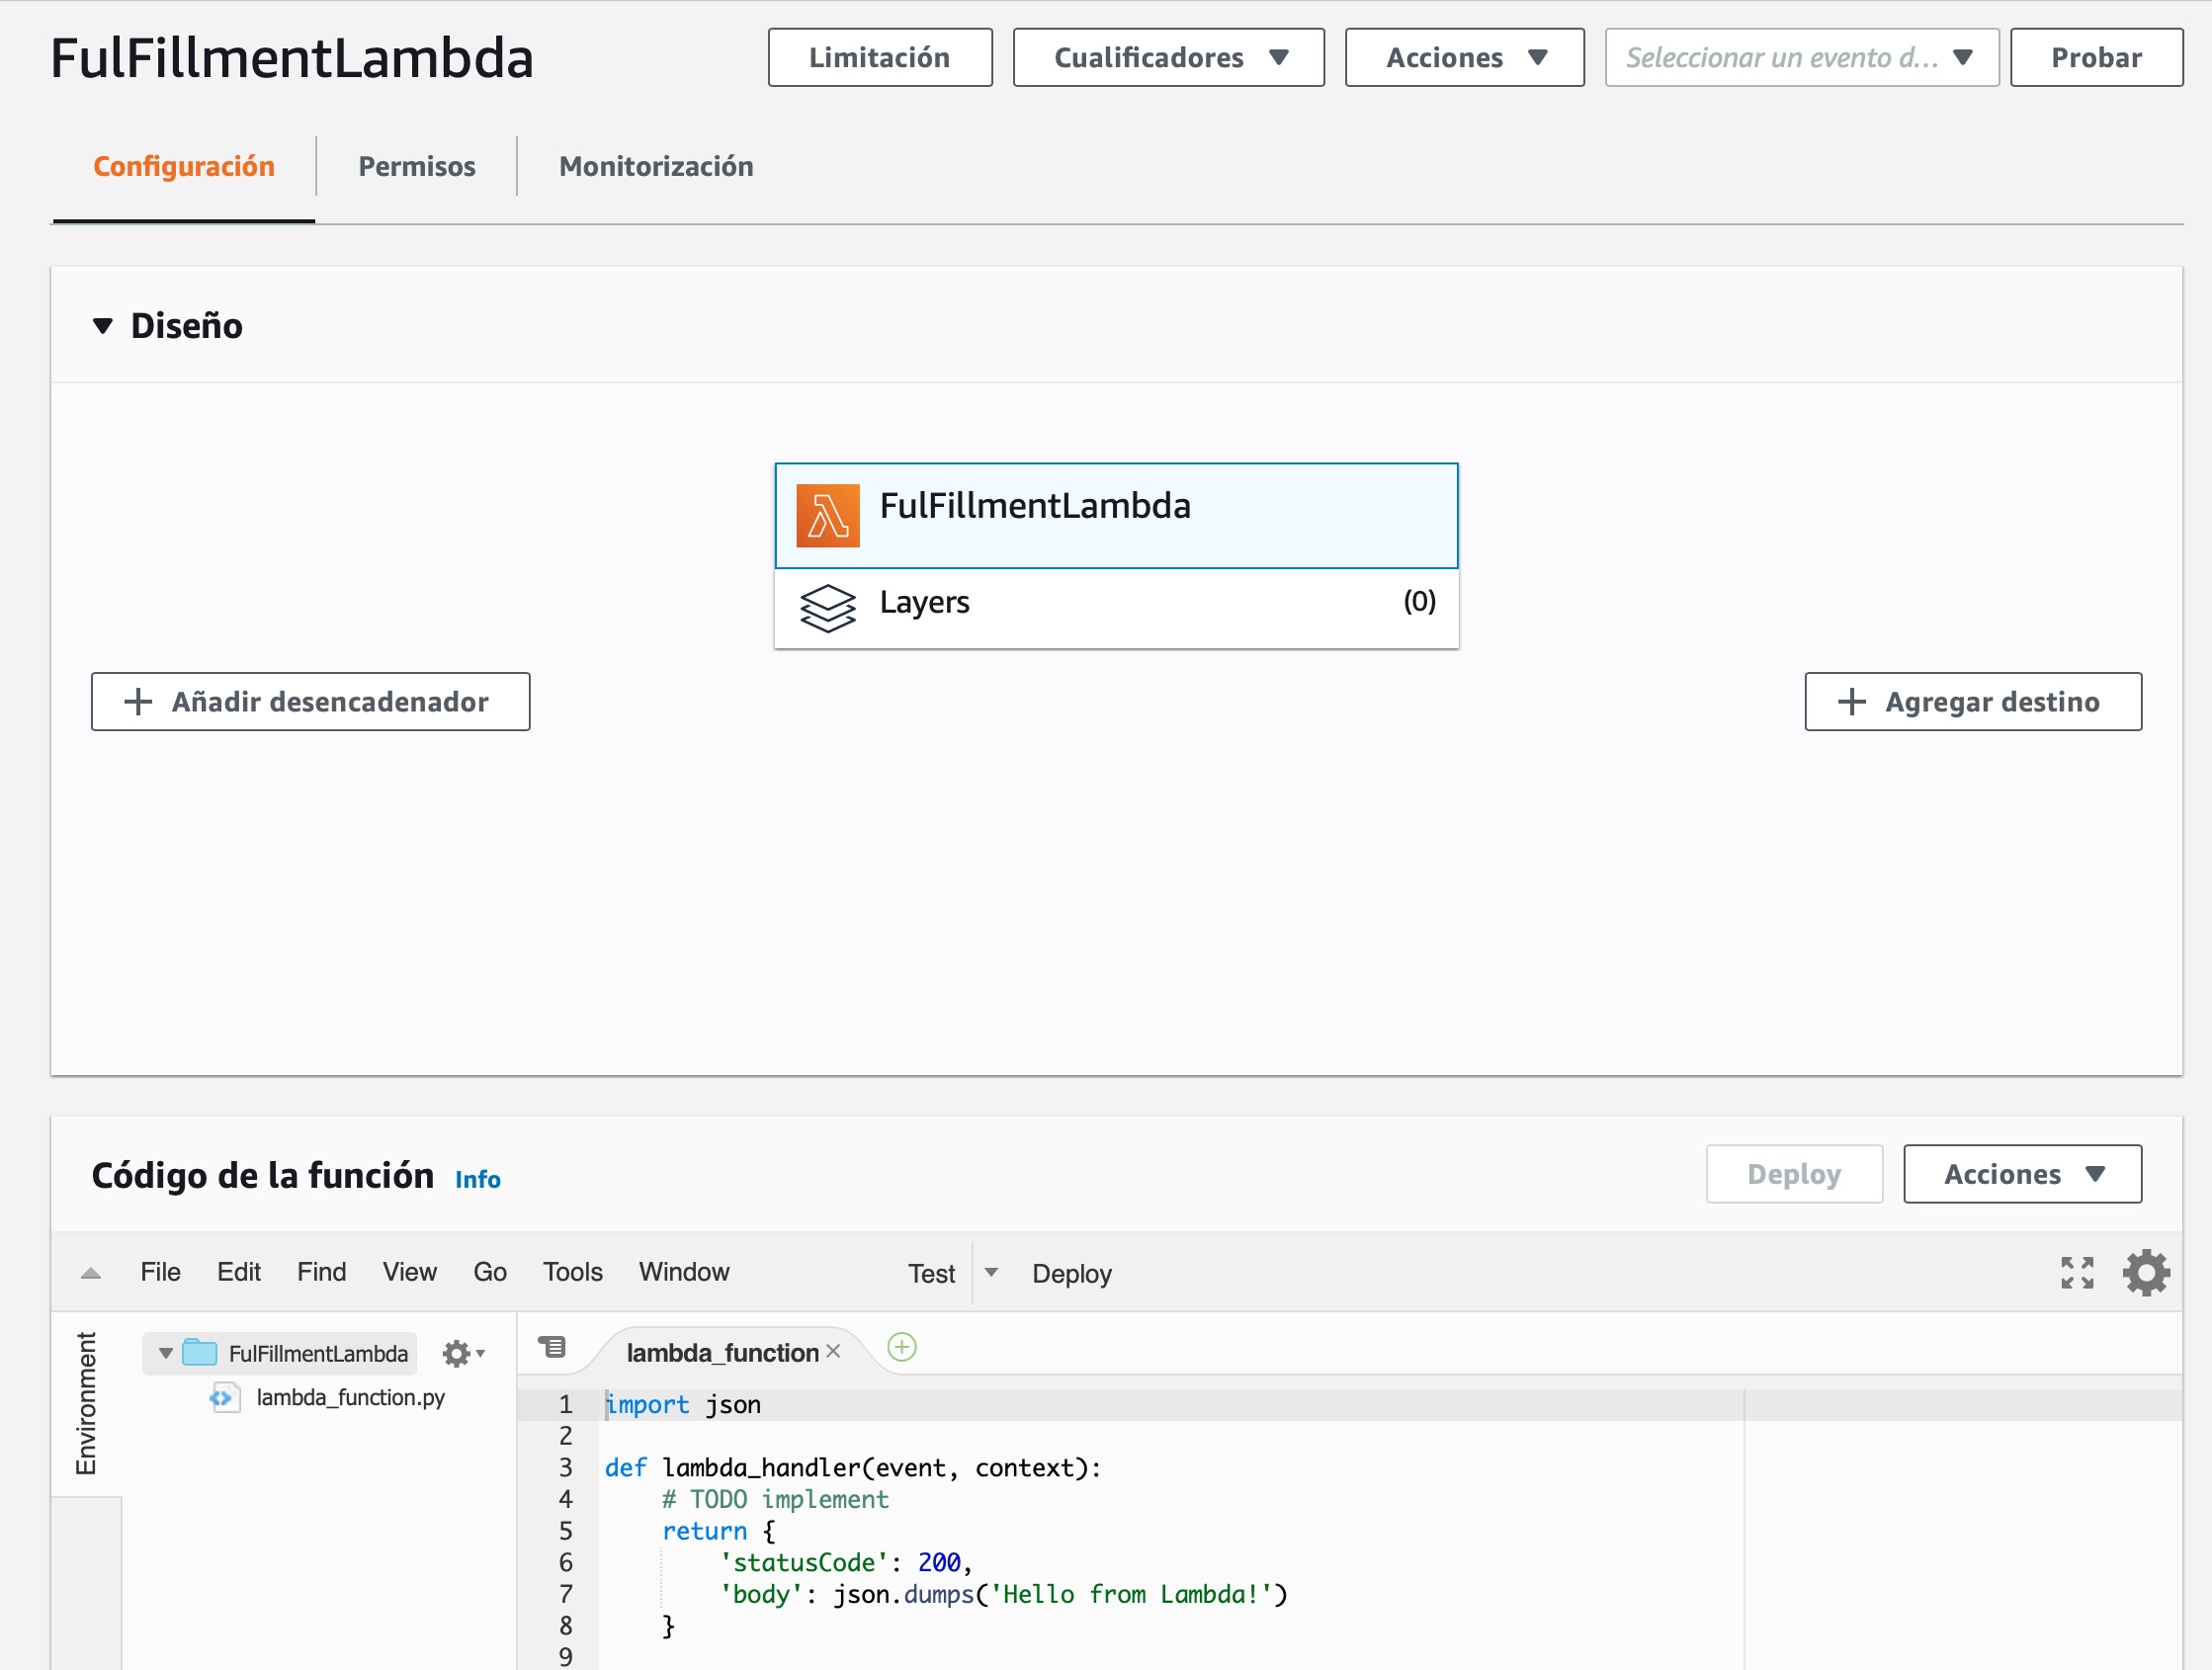 FulFillmentLambda
Limitación
Cualificadores
Acciones
Seleccionar un evento d...
Probar
Configuración
Permisos
Monitorización
Diseño
FulFillmentLambda
Layers (0)
Añadir desencadenador
Agregar destino
Código de la función Info
Deploy
Acciones
File Edit Find View Go Tools Window Test Deploy
Environment
FulFillmentLambda
lambda_function.py
lambda_function
1 import json
2
3 def lambda_handler(event, context):
4 # TODO implement
5 return {
6 'statusCode': 200,
7 'body': json.dumps('Hello from Lambda!')
8 }
9